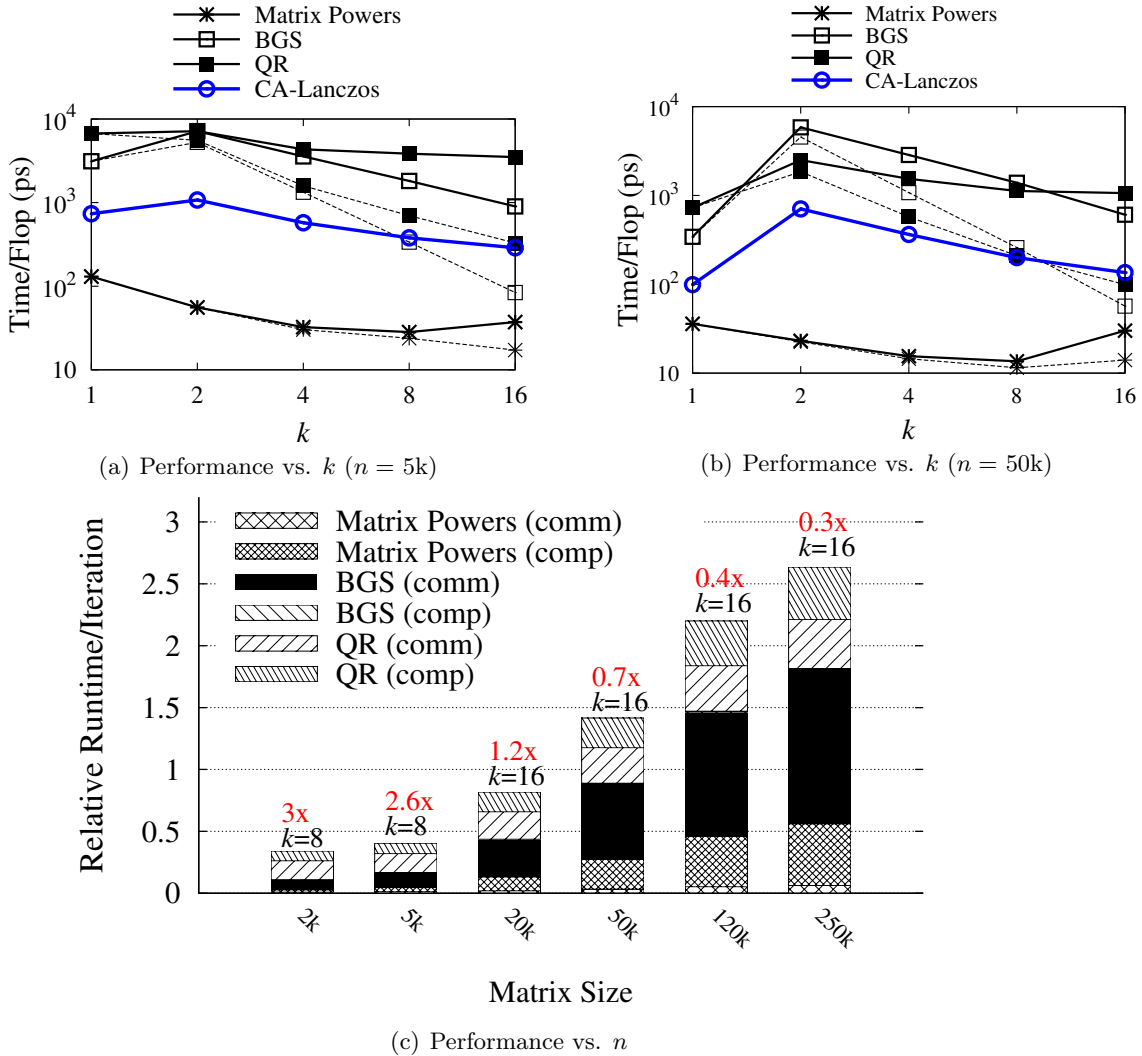 Matrix Powers
BGS
QR
CA-Lanczos
Time/Flop (ps)
10^4
10^3
10^2
10
1 2 4 8 16
k
(a) Performance vs. k (n = 5k)
Matrix Powers
BGS
QR
CA-Lanczos
Time/Flop (ps)
10^4
10^3
10^2
10
1 2 4 8 16
k
(b) Performance vs. k (n = 50k)
Relative Runtime/Iteration
3
2.5
2
1.5
1
0.5
0
Matrix Powers (comm)
Matrix Powers (comp)
BGS (comm)
BGS (comp)
QR (comm)
QR (comp)
3x
k=8
2.6x
k=8
1.2x
k=16
0.7x
k=16
0.4x
k=16
0.3x
k=16
2k 5k 20k 50k 120k 250k
Matrix Size
(c) Performance vs. n